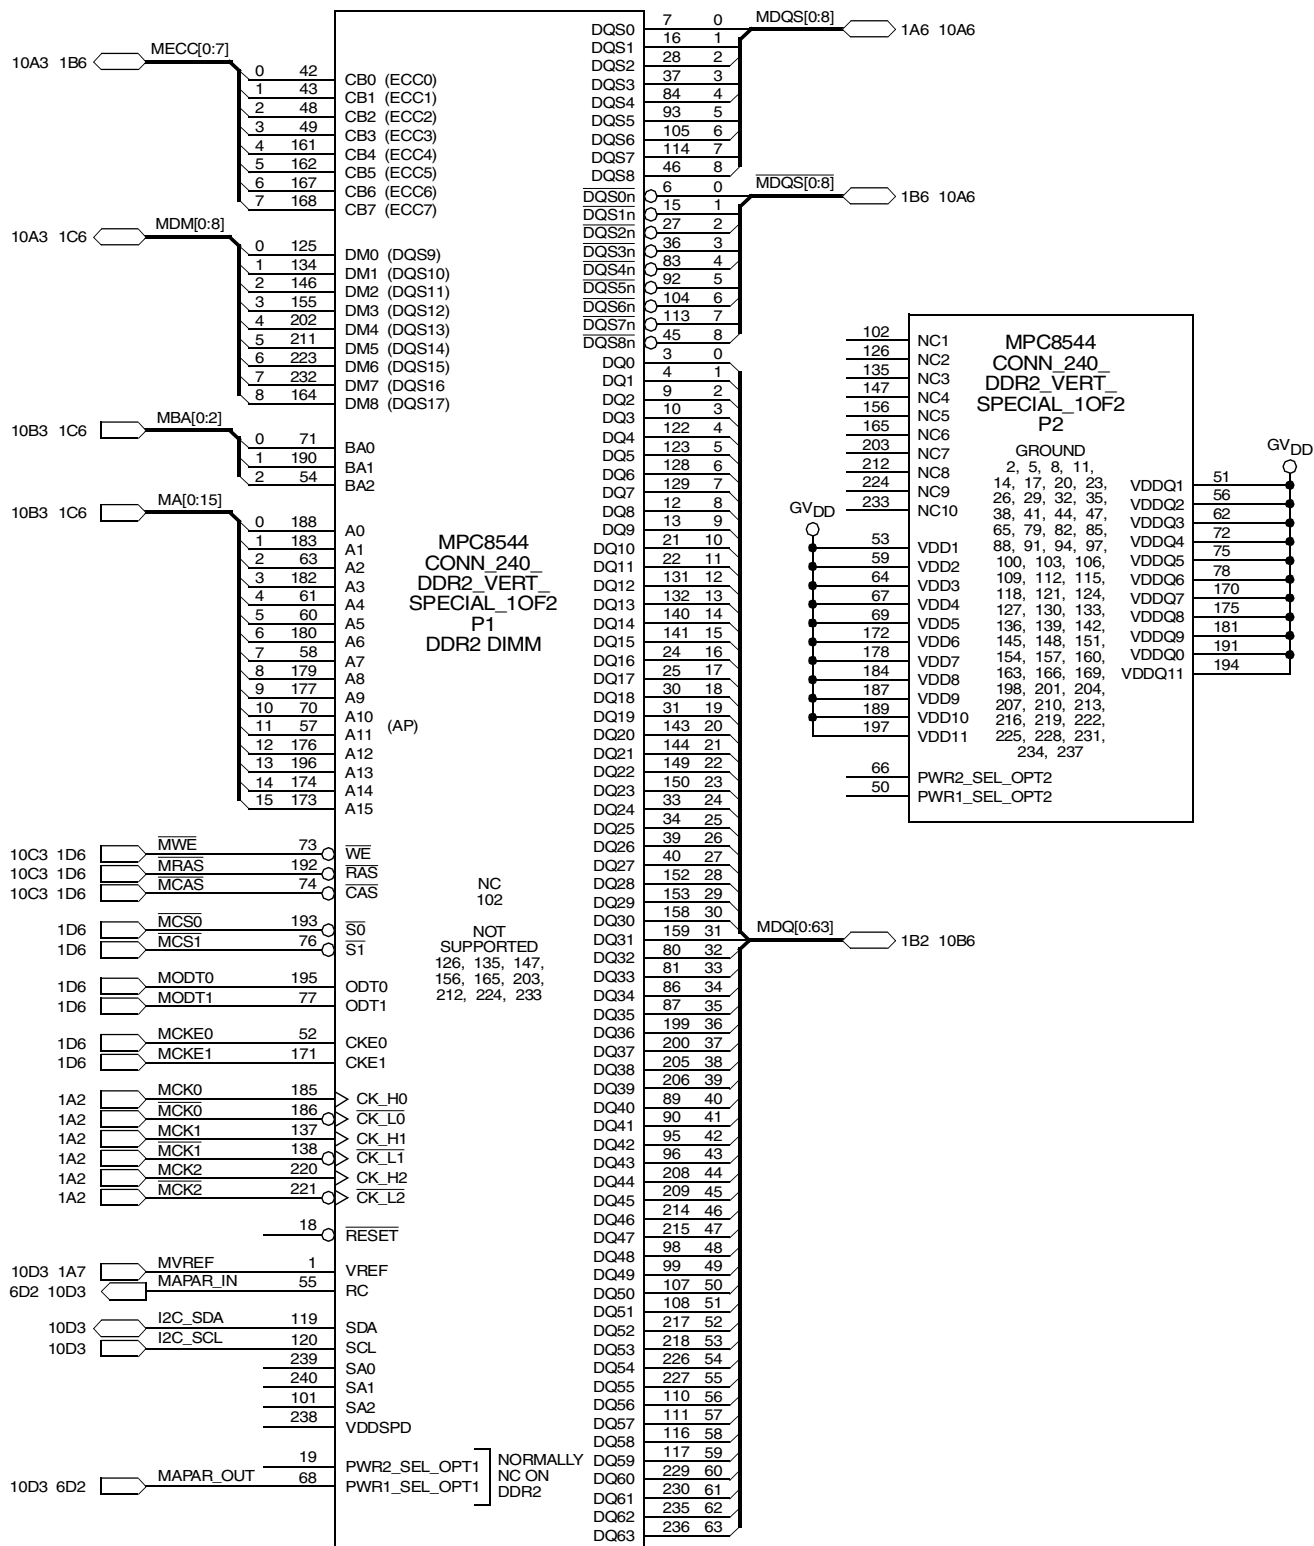 10A3 1B6 MECC[0:7]
0 42 CB0 (ECC0)
1 43 CB1 (ECC1)
2 48 CB2 (ECC2)
3 49 CB3 (ECC3)
4 161 CB4 (ECC4)
5 162 CB5 (ECC5)
6 167 CB6 (ECC6)
7 168 CB7 (ECC7)
10A3 1C6 MDM[0:8]
0 125 DM0 (DQS9)
1 134 DM1 (DQS10)
2 146 DM2 (DQS11)
3 155 DM3 (DQS12)
4 202 DM4 (DQS13)
5 211 DM5 (DQS14)
6 223 DM6 (DQS15)
7 232 DM7 (DQS16
8 164 DM8 (DQS17)
10B3 1C6 MBA[0:2]
0 71 BA0
1 190 BA1
2 54 BA2
10B3 1C6 MA[0:15]
0 188 A0
1 183 A1
2 63 A2
3 182 A3
4 61 A4
5 60 A5
6 180 A6
7 58 A7
8 179 A8
9 177 A9
10 70 A10
11 57 A11 (AP)
12 176 A12
13 196 A13
14 174 A14
15 173 A15
10C3 1D6 MWE 73 WE
10C3 1D6 MRAS 192 RAS
10C3 1D6 MCAS 74 CAS
1D6 MCS0 193 S0
1D6 MCS1 76 S1
1D6 MODT0 195 ODT0
1D6 MODT1 77 ODT1
1D6 MCKE0 52 CKE0
1D6 MCKE1 171 CKE1
1A2 MCK0 185 CK_H0
1A2 MCK0 186 CK_L0
1A2 MCK1 137 CK_H1
1A2 MCK1 138 CK_L1
1A2 MCK2 220 CK_H2
1A2 MCK2 221 CK_L2
18 RESET
10D3 1A7 MVREF 1 VREF
6D2 10D3 MAPAR_IN 55 RC
10D3 I2C_SDA 119 SDA
10D3 I2C_SCL 120 SCL
239 SA0
240 SA1
101 SA2
238 VDDSPD
19 PWR2_SEL_OPT1
10D3 6D2 MAPAR_OUT 68 PWR1_SEL_OPT1
NORMALLY
NC ON
DDR2
MPC8544
CONN_240_
DDR2_VERT_
SPECIAL_1OF2
P1
DDR2 DIMM
NC
102
NOT
SUPPORTED
126, 135, 147,
156, 165, 203,
212, 224, 233
DQS0 7 0 MDQS[0:8] 1A6 10A6
DQS1 16 1
DQS2 28 2
DQS3 37 3
DQS4 84 4
DQS5 93 5
DQS6 105 6
DQS7 114 7
DQS8 46 8
DQS0n 6 0 MDQS[0:8] 1B6 10A6
DQS1n 15 1
DQS2n 27 2
DQS3n 36 3
DQS4n 83 4
DQS5n 92 5
DQS6n 104 6
DQS7n 113 7
DQS8n 45 8
DQ0 3 0
DQ1 4 1
DQ2 9 2
DQ3 10 3
DQ4 122 4
DQ5 123 5
DQ6 128 6
DQ7 129 7
DQ8 12 8
DQ9 13 9
DQ10 21 10
DQ11 22 11
DQ12 131 12
DQ13 132 13
DQ14 140 14
DQ15 141 15
DQ16 24 16
DQ17 25 17
DQ18 30 18
DQ19 31 19
DQ20 143 20
DQ21 144 21
DQ22 149 22
DQ23 150 23
DQ24 33 24
DQ25 34 25
DQ26 39 26
DQ27 40 27
DQ28 152 28
DQ29 153 29
DQ30 158 30
DQ31 159 31 MDQ[0:63] 1B2 10B6
DQ32 80 32
DQ33 81 33
DQ34 86 34
DQ35 87 35
DQ36 199 36
DQ37 200 37
DQ38 205 38
DQ39 206 39
DQ40 89 40
DQ41 90 41
DQ42 95 42
DQ43 96 43
DQ44 208 44
DQ45 209 45
DQ46 214 46
DQ47 215 47
DQ48 98 48
DQ49 99 49
DQ50 107 50
DQ51 108 51
DQ52 217 52
DQ53 218 53
DQ54 226 54
DQ55 227 55
DQ56 110 56
DQ57 111 57
DQ58 116 58
DQ59 117 59
DQ60 229 60
DQ61 230 61
DQ62 235 62
DQ63 236 63
102 NC1
126 NC2
135 NC3
147 NC4
156 NC5
165 NC6
203 NC7
212 NC8
224 NC9
233 NC10
GVDD
53 VDD1
59 VDD2
64 VDD3
67 VDD4
69 VDD5
172 VDD6
178 VDD7
184 VDD8
187 VDD9
189 VDD10
197 VDD11
66 PWR2_SEL_OPT2
50 PWR1_SEL_OPT2
MPC8544
CONN_240_
DDR2_VERT_
SPECIAL_1OF2
P2
GROUND
2, 5, 8, 11,
14, 17, 20, 23,
26, 29, 32, 35,
38, 41, 44, 47,
65, 79, 82, 85,
88, 91, 94, 97,
100, 103, 106,
109, 112, 115,
118, 121, 124,
127, 130, 133,
136, 139, 142,
145, 148, 151,
154, 157, 160,
163, 166, 169,
198, 201, 204,
207, 210, 213,
216, 219, 222,
225, 228, 231,
234, 237
GVDD
VDDQ1 51
VDDQ2 56
VDDQ3 62
VDDQ4 72
VDDQ5 75
VDDQ6 78
VDDQ7 170
VDDQ8 175
VDDQ9 181
VDDQ0 191
VDDQ11 194